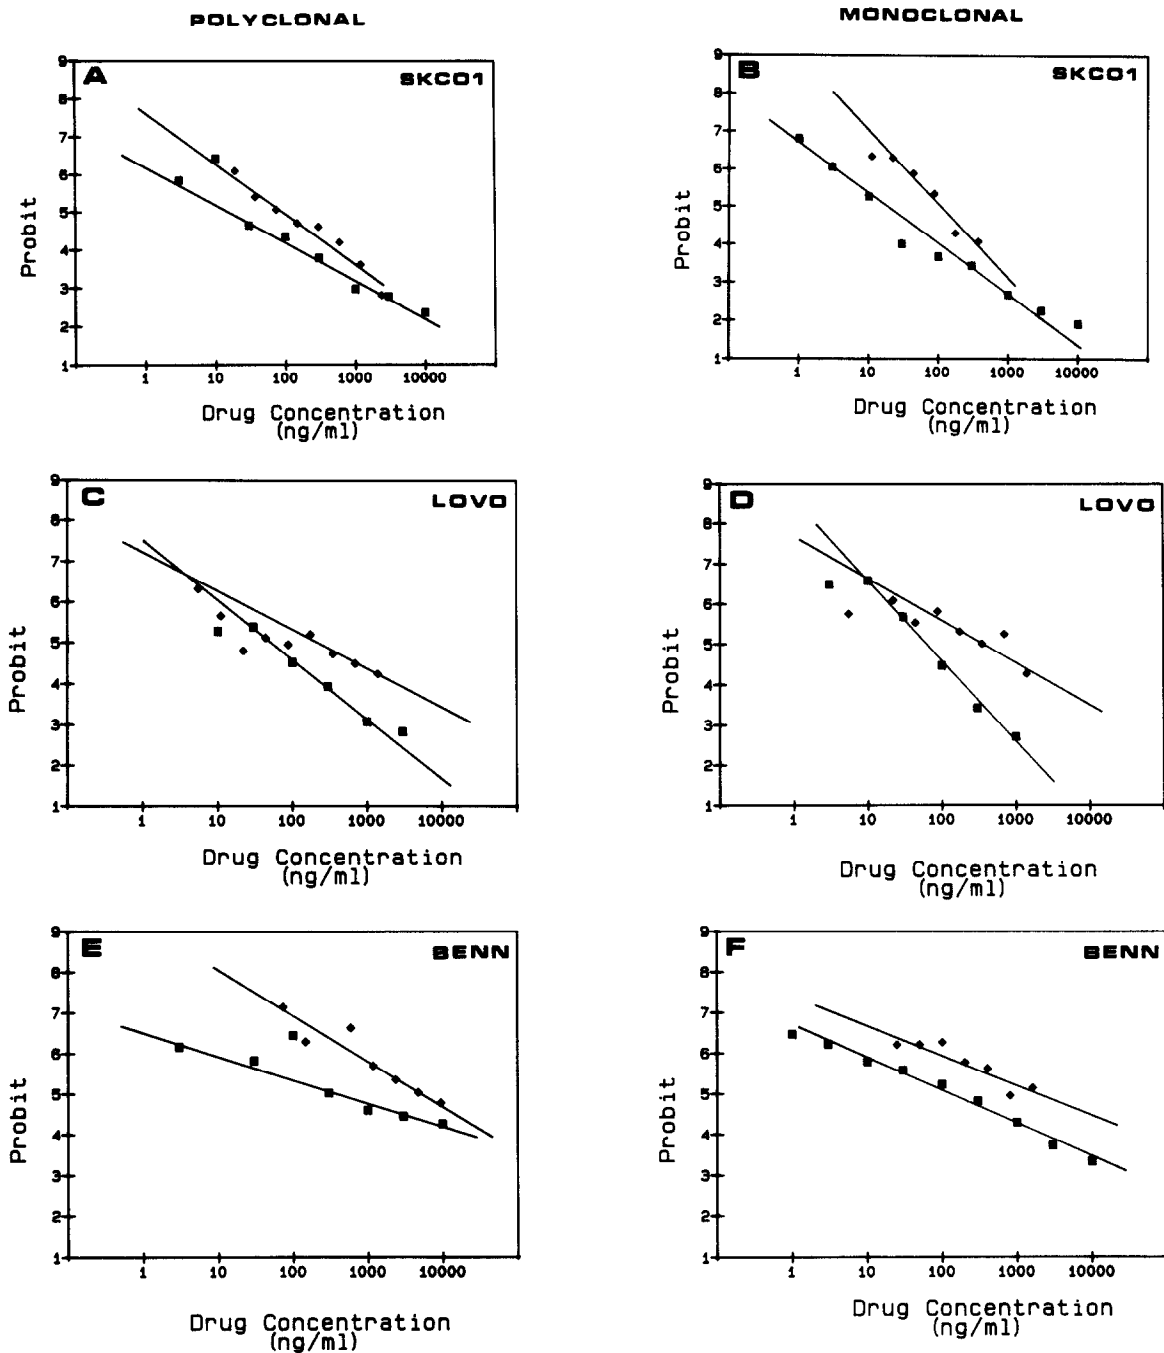 POLYCLONAL
MONOCLONAL
A
SKCO1
9
8
7
6
5
4
3
2
1
Probit
1 10 100 1000 10000
Drug Concentration
(ng/ml)
B
SKCO1
9
8
7
6
5
4
3
2
1
Probit
1 10 100 1000 10000
Drug Concentration
(ng/ml)
C
LOVO
9
8
7
6
5
4
3
2
1
Probit
1 10 100 1000 10000
Drug Concentration
(ng/ml)
D
LOVO
9
8
7
6
5
4
3
2
1
Probit
1 10 100 1000 10000
Drug Concentration
(ng/ml)
E
BENN
9
8
7
6
5
4
3
2
1
Probit
1 10 100 1000 10000
Drug Concentration
(ng/ml)
F
BENN
9
8
7
6
5
4
3
2
1
Probit
1 10 100 1000 10000
Drug Concentration
(ng/ml)